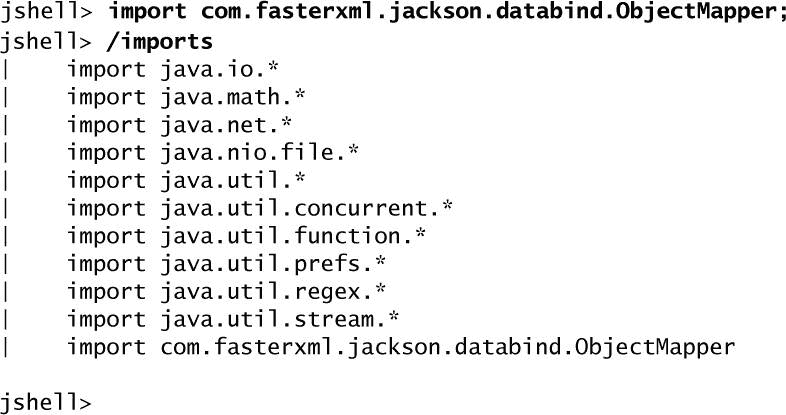 jshell> import com.fasterxml.jackson.databind.ObjectMapper;
jshell> /imports
|    import java.io.*
|    import java.math.*
|    import java.net.*
|    import java.nio.file.*
|    import java.util.*
|    import java.util.concurrent.*
|    import java.util.function.*
|    import java.util.prefs.*
|    import java.util.regex.*
|    import java.util.stream.*
|    import com.fasterxml.jackson.databind.ObjectMapper
jshell>